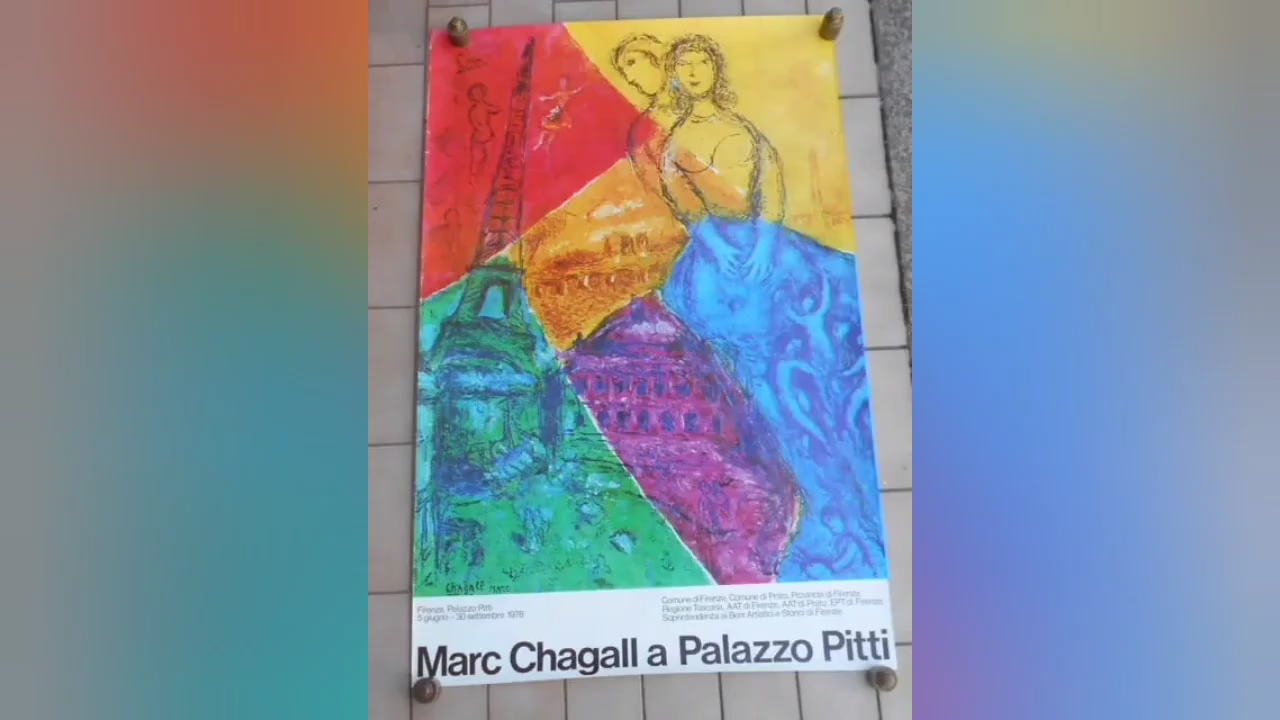 Chagall Marc
Firenze, Palazzo Pitti
5 giugno - 30 settembre 1978
Comune di Firenze, Comune di Prato, Provincia di Firenze,
Regione Toscana, AAT di Firenze, AAT di Prato, EPT di Firenze
Soprintendenza ai Beni Artistici e Storici di Firenze
Marc Chagall a Palazzo Pitti